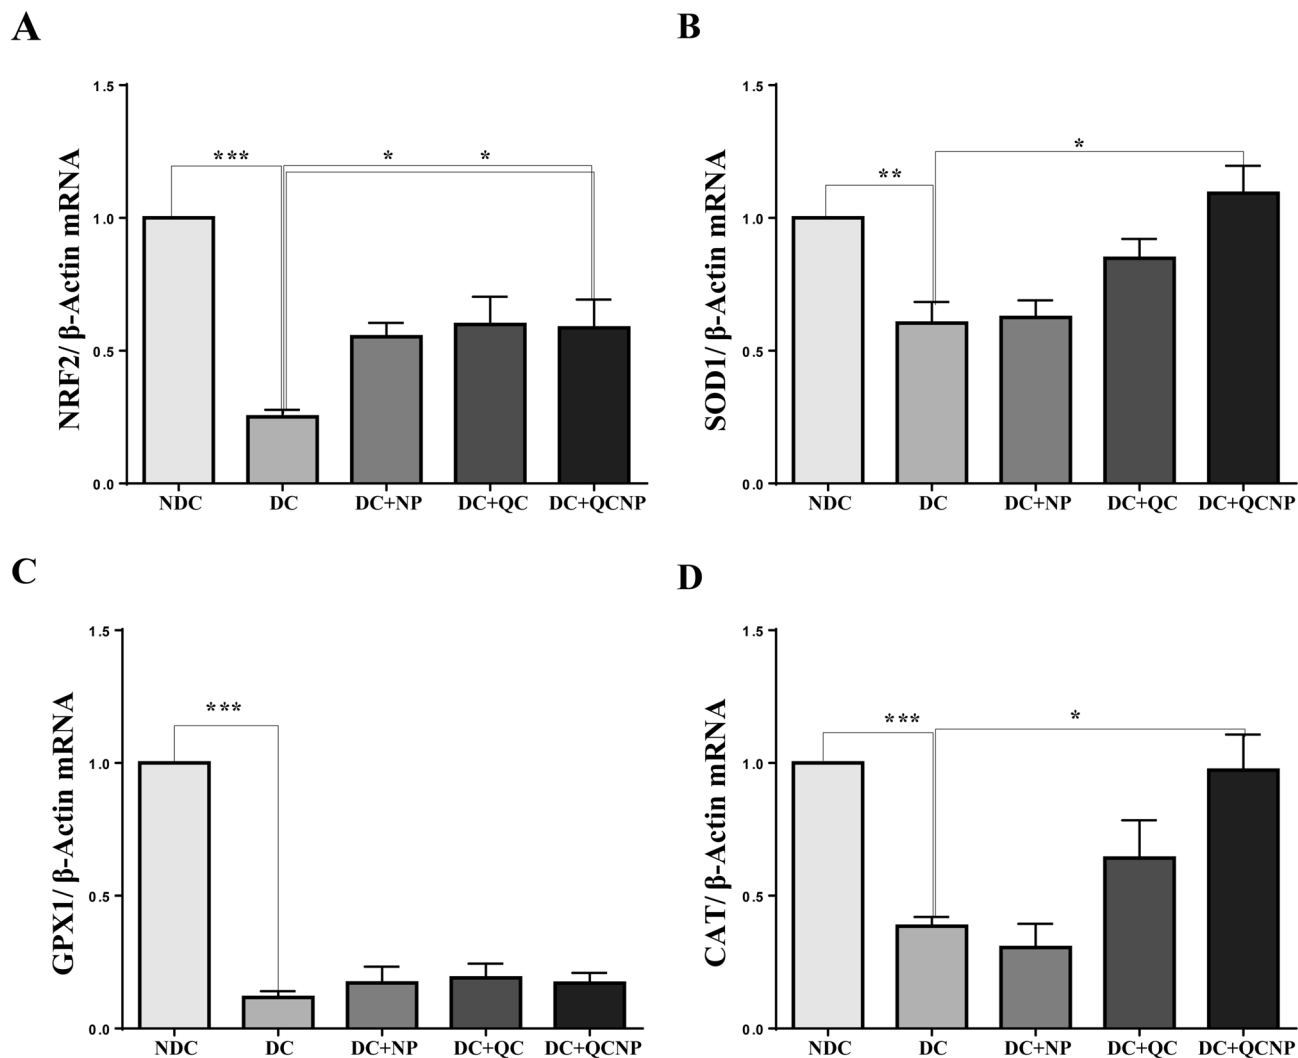 A
NRF2/ β-Actin mRNA
1.5
1.0
0.5
0.0
***
*
*
NDC
DC
DC+NP
DC+QC
DC+QCNP
B
SOD1/ β-Actin mRNA
1.5
1.0
0.5
0.0
**
*
NDC
DC
DC+NP
DC+QC
DC+QCNP
C
GPX1/ β-Actin mRNA
1.5
1.0
0.5
0.0
***
NDC
DC
DC+NP
DC+QC
DC+QCNP
D
CAT/ β-Actin mRNA
1.5
1.0
0.5
0.0
***
*
NDC
DC
DC+NP
DC+QC
DC+QCNP